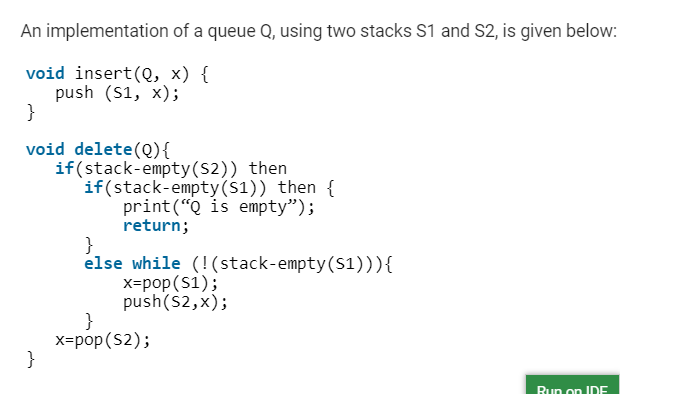 An implementation of a queue Q, using two stacks S1 and S2, is given below:
void insert(Q, x) {
   push (S1, x);
}
void delete(Q){
   if(stack-empty(S2)) then
      if(stack-empty(S1)) then {
          print(“Q is empty”);
          return;
      }
      else while (!(stack-empty(S1))){
          x=pop(S1);
          push(S2,x);
      }
   x=pop(S2);
}
Run on IDE